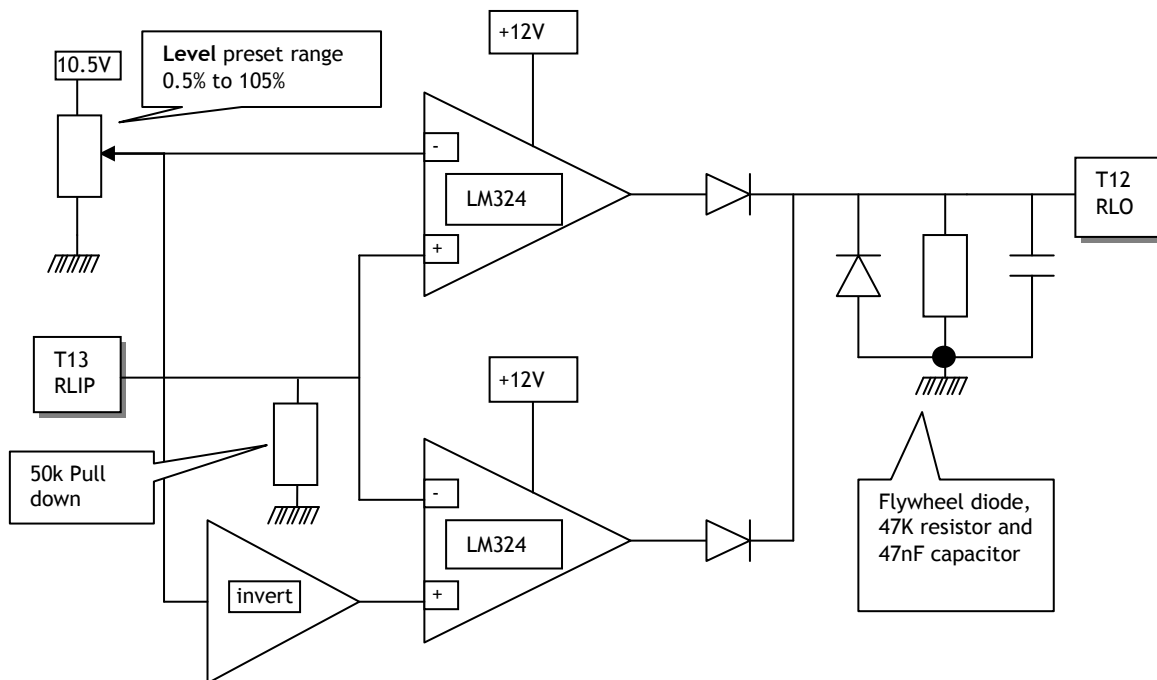 +12V
10.5V
Level preset range
0.5% to 105%
-
LM324
+
T12
RLO
T13
RLIP
+12V
50k Pull
down
-
LM324
+
invert
Flywheel diode,
47K resistor and
47nF capacitor